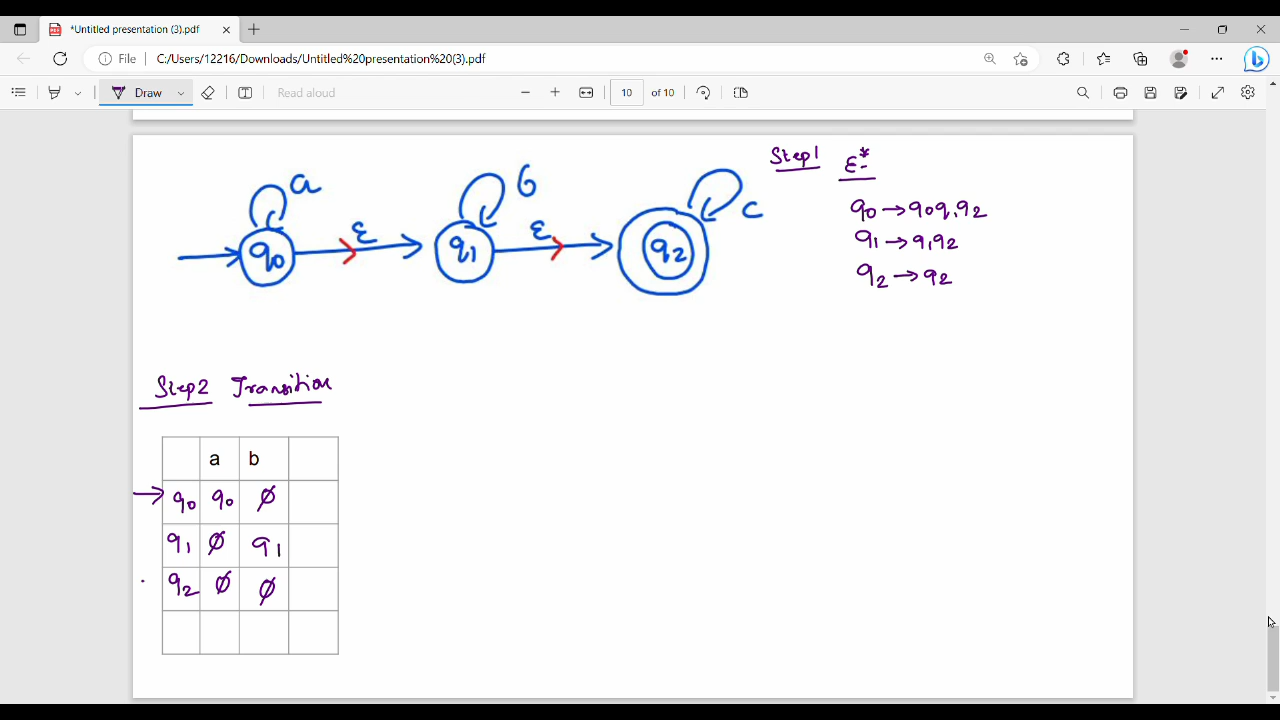 *Untitled presentation (3).pdf
File C:/Users/12216/Downloads/Untitled%20presentation%20(3).pdf
Draw Read aloud 10 of 10
a b c
ε ε
q0 q1 q2
Step1 ε*
q0→q0q1q2
q1→q1q2
q2→q2
Step2 Transition
a b
q0 q0 ∅
q1 ∅ q1
q2 ∅ ∅